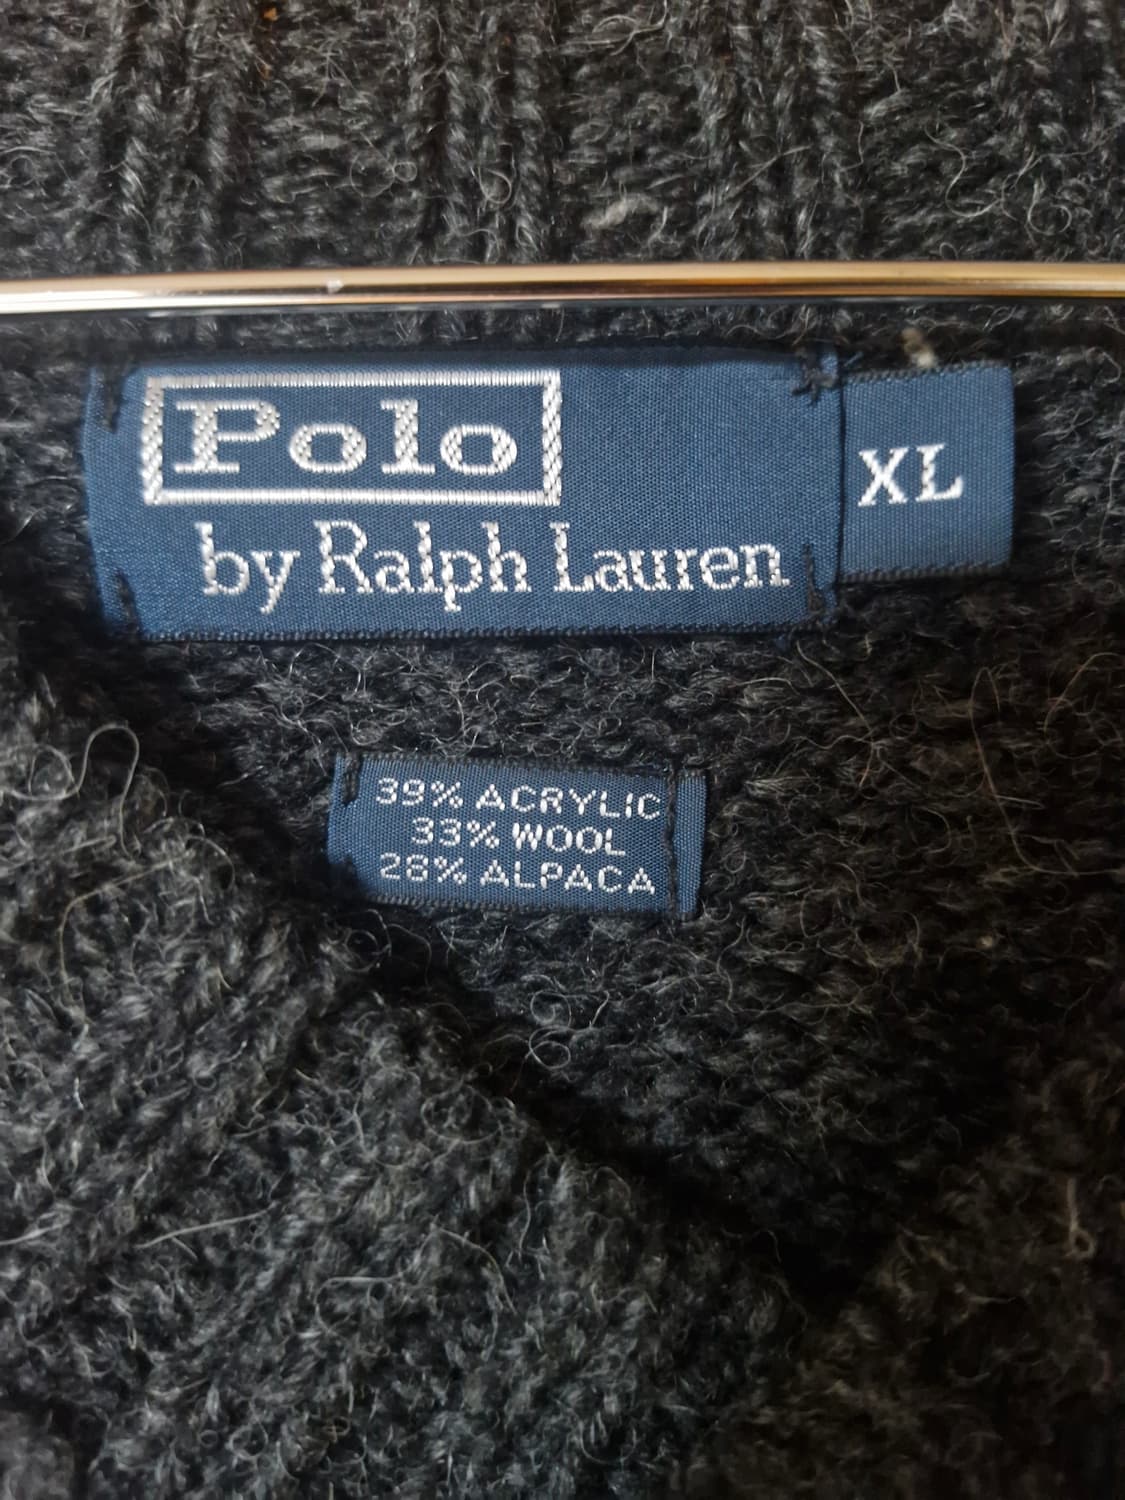 Polo
by Ralph Lauren
XL
39% ACRYLIC
33% WOOL
28% ALPACA